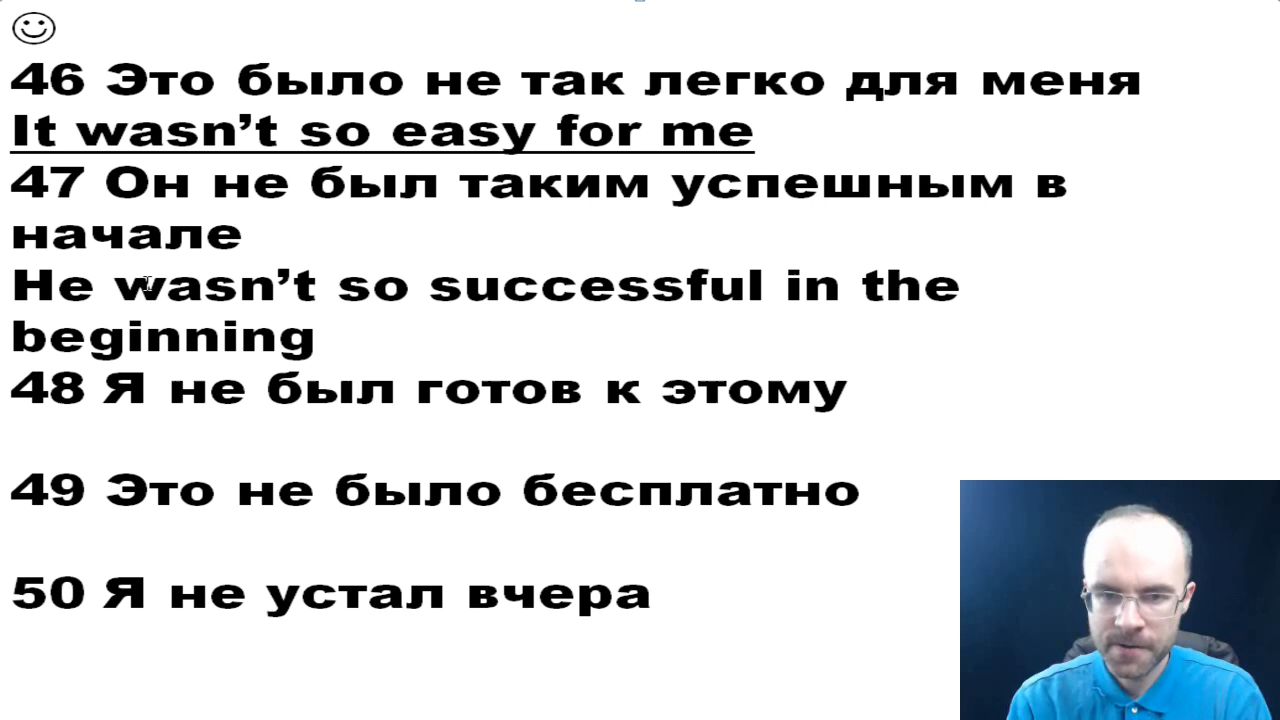 46 Это было не так легко для меня
It wasn’t so easy for me
47 Он не был таким успешным в
начале
He wasn’t so successful in the
beginning
48 Я не был готов к этому
49 Это не было бесплатно
50 Я не устал вчера